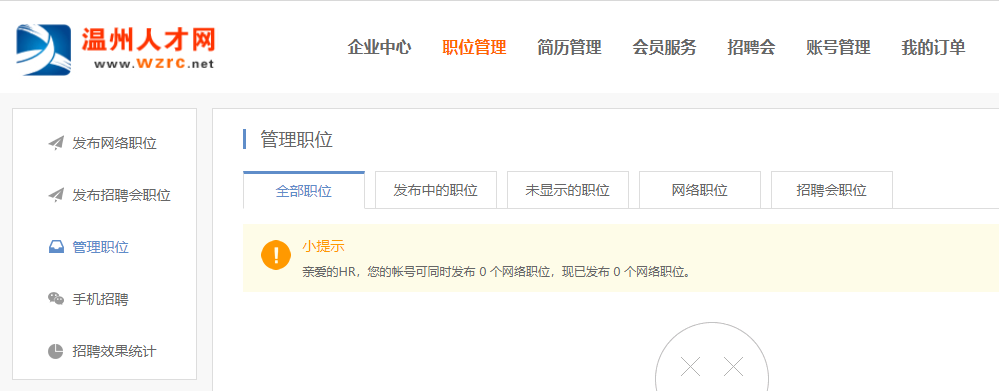 温州人才网
www.wzrc.net
企业中心 职位管理 简历管理 会员服务 招聘会 账号管理 我的订单
发布网络职位
发布招聘会职位
管理职位
手机招聘
招聘效果统计
管理职位
全部职位 发布中的职位 未显示的职位 网络职位 招聘会职位
小提示
亲爱的HR，您的帐号可同时发布 0 个网络职位，现已发布 0 个网络职位。